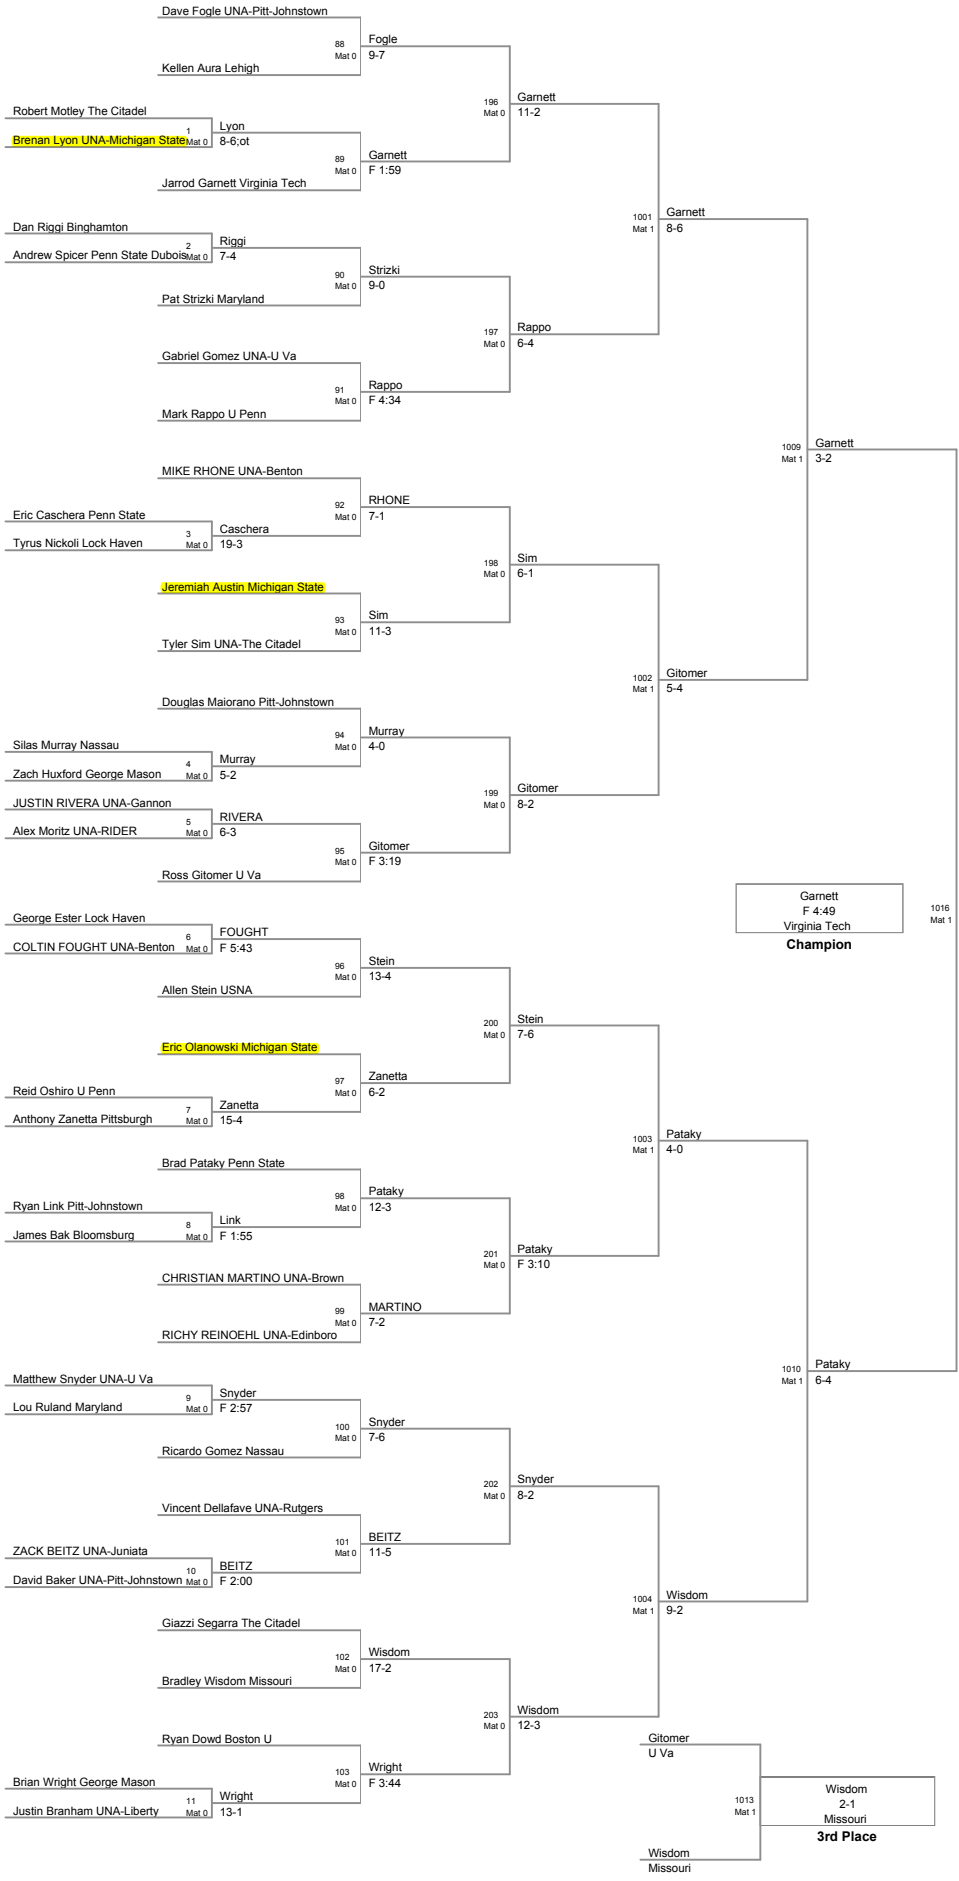 Dave Fogle UNA-Pitt-Johnstown
88 Fogle
Mat 0 9-7
Kellen Aura Lehigh
196 Garnett
Mat 0 11-2
Robert Motley The Citadel
1 Lyon
Brenan Lyon UNA-Michigan State Mat 0 8-6;ot
89 Garnett
Mat 0 F 1:59
Jarrod Garnett Virginia Tech
1001 Garnett
Mat 1 8-6
Dan Riggi Binghamton
2 Riggi
Andrew Spicer Penn State Dubois Mat 0 7-4
90 Strizki
Mat 0 9-0
Pat Strizki Maryland
197 Rappo
Mat 0 6-4
Gabriel Gomez UNA-U Va
91 Rappo
Mat 0 F 4:34
Mark Rappo U Penn
1009 Garnett
Mat 1 3-2
MIKE RHONE UNA-Benton
92 RHONE
Mat 0 7-1
Eric Caschera Penn State
3 Caschera
Tyrus Nickoli Lock Haven Mat 0 19-3
198 Sim
Mat 0 6-1
Jeremiah Austin Michigan State
93 Sim
Mat 0 11-3
Tyler Sim UNA-The Citadel
1002 Gitomer
Mat 1 5-4
Douglas Maiorano Pitt-Johnstown
94 Murray
Mat 0 4-0
Silas Murray Nassau
4 Murray
Zach Huxford George Mason Mat 0 5-2
199 Gitomer
Mat 0 8-2
JUSTIN RIVERA UNA-Gannon
5 RIVERA
Alex Moritz UNA-RIDER Mat 0 6-3
95 Gitomer
Mat 0 F 3:19
Ross Gitomer U Va
Garnett
F 4:49
Virginia Tech
Champion
1016
Mat 1
George Ester Lock Haven
6 FOUGHT
COLTIN FOUGHT UNA-Benton Mat 0 F 5:43
96 Stein
Mat 0 13-4
Allen Stein USNA
200 Stein
Mat 0 7-6
Eric Olanowski Michigan State
97 Zanetta
Mat 0 6-2
Reid Oshiro U Penn
7 Zanetta
Anthony Zanetta Pittsburgh Mat 0 15-4
1003 Pataky
Mat 1 4-0
Brad Pataky Penn State
98 Pataky
Mat 0 12-3
Ryan Link Pitt-Johnstown
8 Link
James Bak Bloomsburg Mat 0 F 1:55
201 Pataky
Mat 0 F 3:10
CHRISTIAN MARTINO UNA-Brown
99 MARTINO
Mat 0 7-2
RICHY REINOEHL UNA-Edinboro
1010 Pataky
Mat 1 6-4
Matthew Snyder UNA-U Va
9 Snyder
Lou Ruland Maryland Mat 0 F 2:57
100 Snyder
Mat 0 7-6
Ricardo Gomez Nassau
202 Snyder
Mat 0 8-2
Vincent Dellafave UNA-Rutgers
101 BEITZ
Mat 0 11-5
ZACK BEITZ UNA-Juniata
10 BEITZ
David Baker UNA-Pitt-Johnstown Mat 0 F 2:00
1004 Wisdom
Mat 1 9-2
Giazzi Segarra The Citadel
102 Wisdom
Mat 0 17-2
Bradley Wisdom Missouri
203 Wisdom
Mat 0 12-3
Ryan Dowd Boston U
103 Wright
Mat 0 F 3:44
Brian Wright George Mason
11 Wright
Justin Branham UNA-Liberty Mat 0 13-1
Gitomer
U Va
1013
Mat 1
Wisdom
2-1
Missouri
3rd Place
Wisdom
Missouri